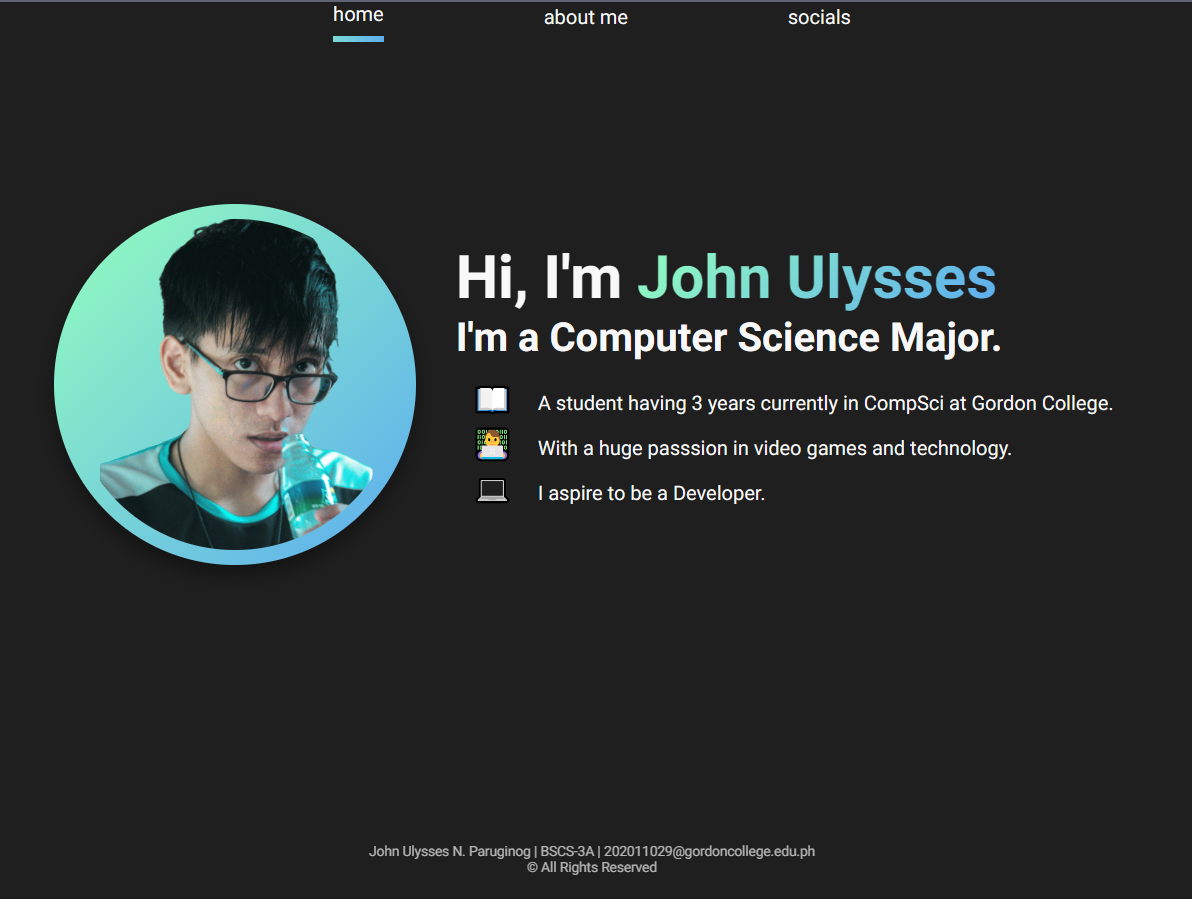 home about me socials
Hi, I'm John Ulysses
I'm a Computer Science Major.
A student having 3 years currently in CompSci at Gordon College.
With a huge passsion in video games and technology.
I aspire to be a Developer.
John Ulysses N. Paruginog | BSCS-3A | 202011029@gordoncollege.edu.ph
© All Rights Reserved